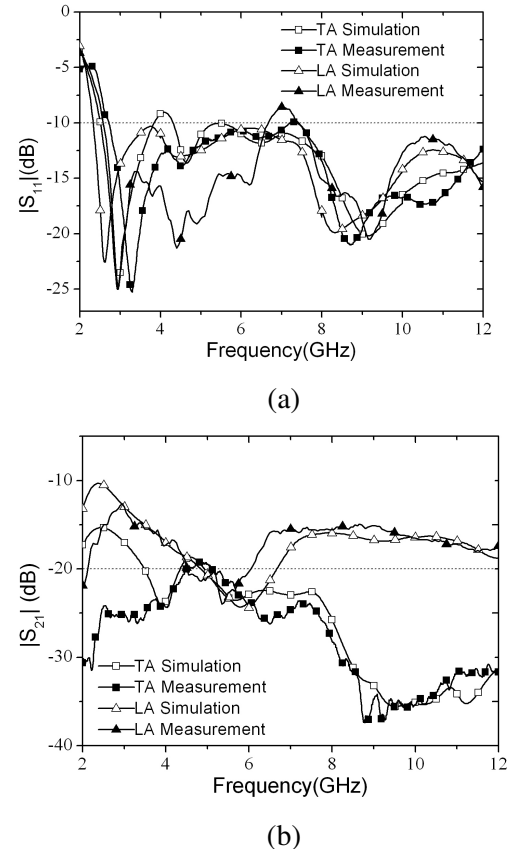 0
-5
-10
-15
-20
-25
|S11|(dB)
TA Simulation
TA Measurement
LA Simulation
LA Measurement
2 4 6 8 10 12
Frequency(GHz)
(a)
-10
-20
-30
-40
|S21| (dB)
TA Simulation
TA Measurement
LA Simulation
LA Measurement
2 4 6 8 10 12
Frequency(GHz)
(b)